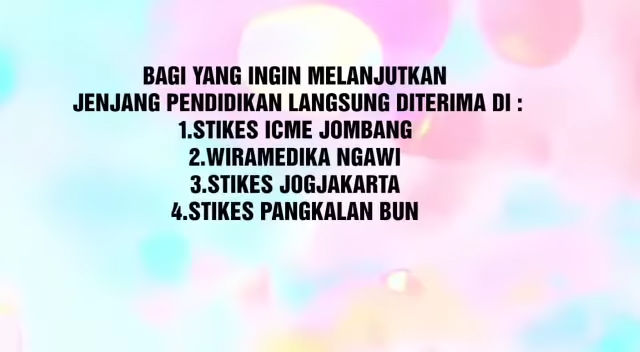 BAGI YANG INGIN MELANJUTKAN
JENJANG PENDIDIKAN LANGSUNG DITERIMA DI :
1.STIKES ICME JOMBANG
2.WIRAMEDIKA NGAWI
3.STIKES JOGJAKARTA
4.STIKES PANGKALAN BUN